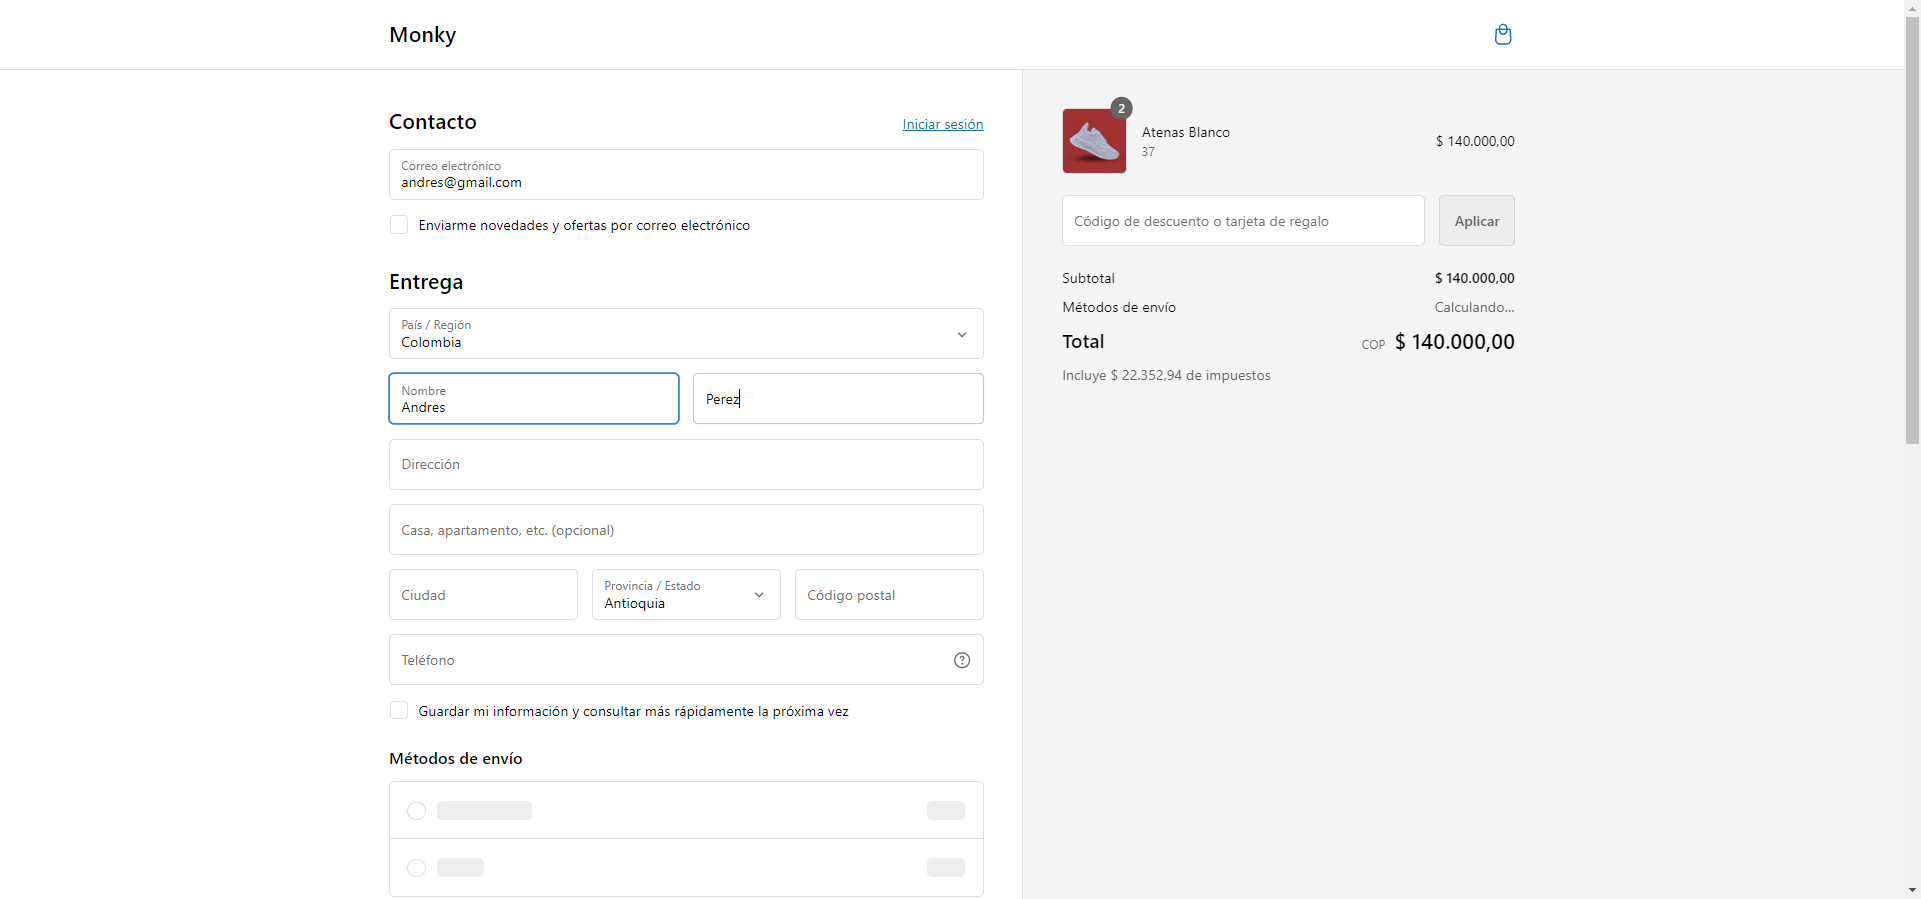 Monky
Contacto
Iniciar sesión
Correo electrónico
andres@gmail.com
Enviarme novedades y ofertas por correo electrónico
Entrega
País / Región
Colombia
Nombre
Andres
Perez
Dirección
Casa, apartamento, etc. (opcional)
Ciudad
Provincia / Estado
Antioquia
Código postal
Teléfono
Guardar mi información y consultar más rápidamente la próxima vez
Métodos de envío
2
Atenas Blanco
37
$ 140.000,00
Código de descuento o tarjeta de regalo
Aplicar
Subtotal $ 140.000,00
Métodos de envío Calculando...
Total COP $ 140.000,00
Incluye $ 22.352,94 de impuestos